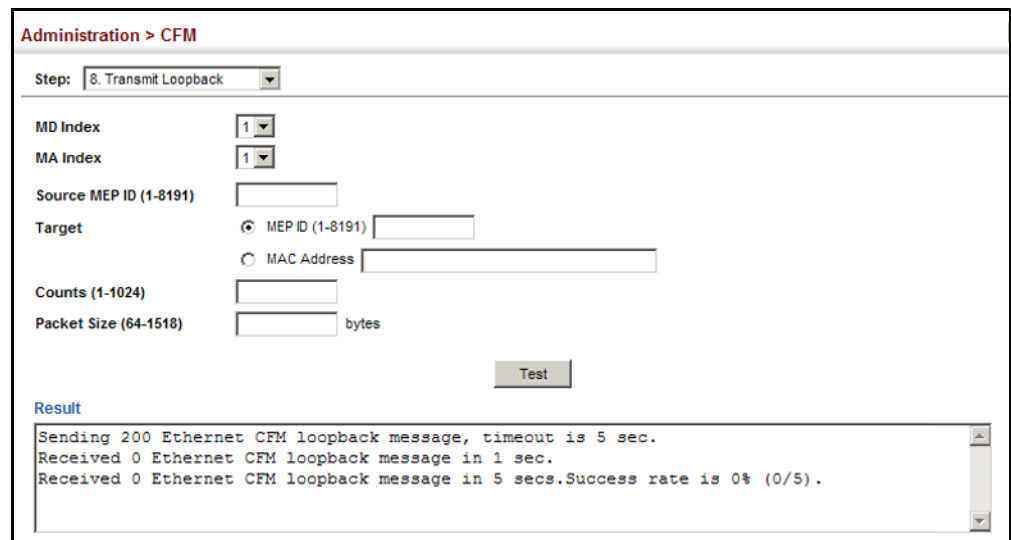 Administration > CFM
Step: 8. Transmit Loopback
MD Index 1
MA Index 1
Source MEP ID (1-8191)
Target MEP ID (1-8191)
MAC Address
Counts (1-1024)
Packet Size (64-1518) bytes
Test
Result
Sending 200 Ethernet CFM loopback message, timeout is 5 sec.
Received 0 Ethernet CFM loopback message in 1 sec.
Received 0 Ethernet CFM loopback message in 5 secs.Success rate is 0% (0/5).